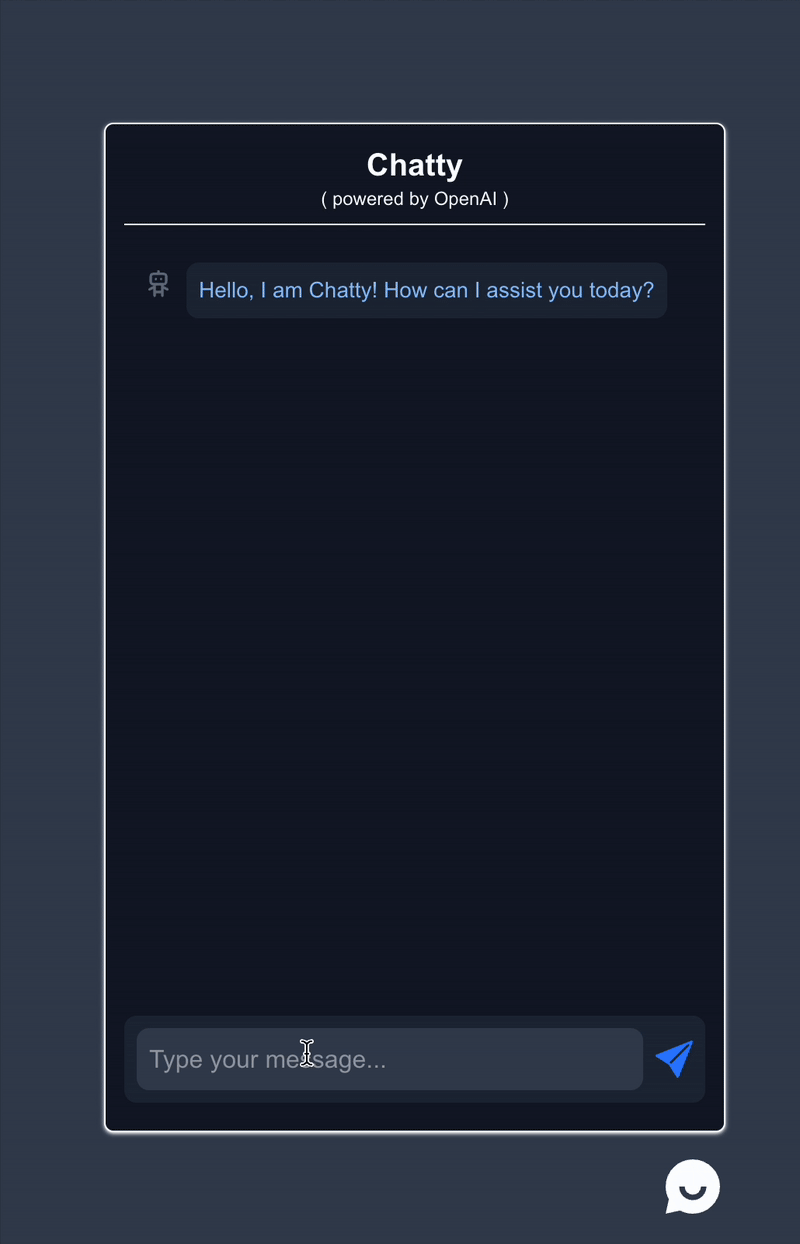 Chatty
( powered by OpenAI )
Hello, I am Chatty! How can I assist you today?
Type your message...